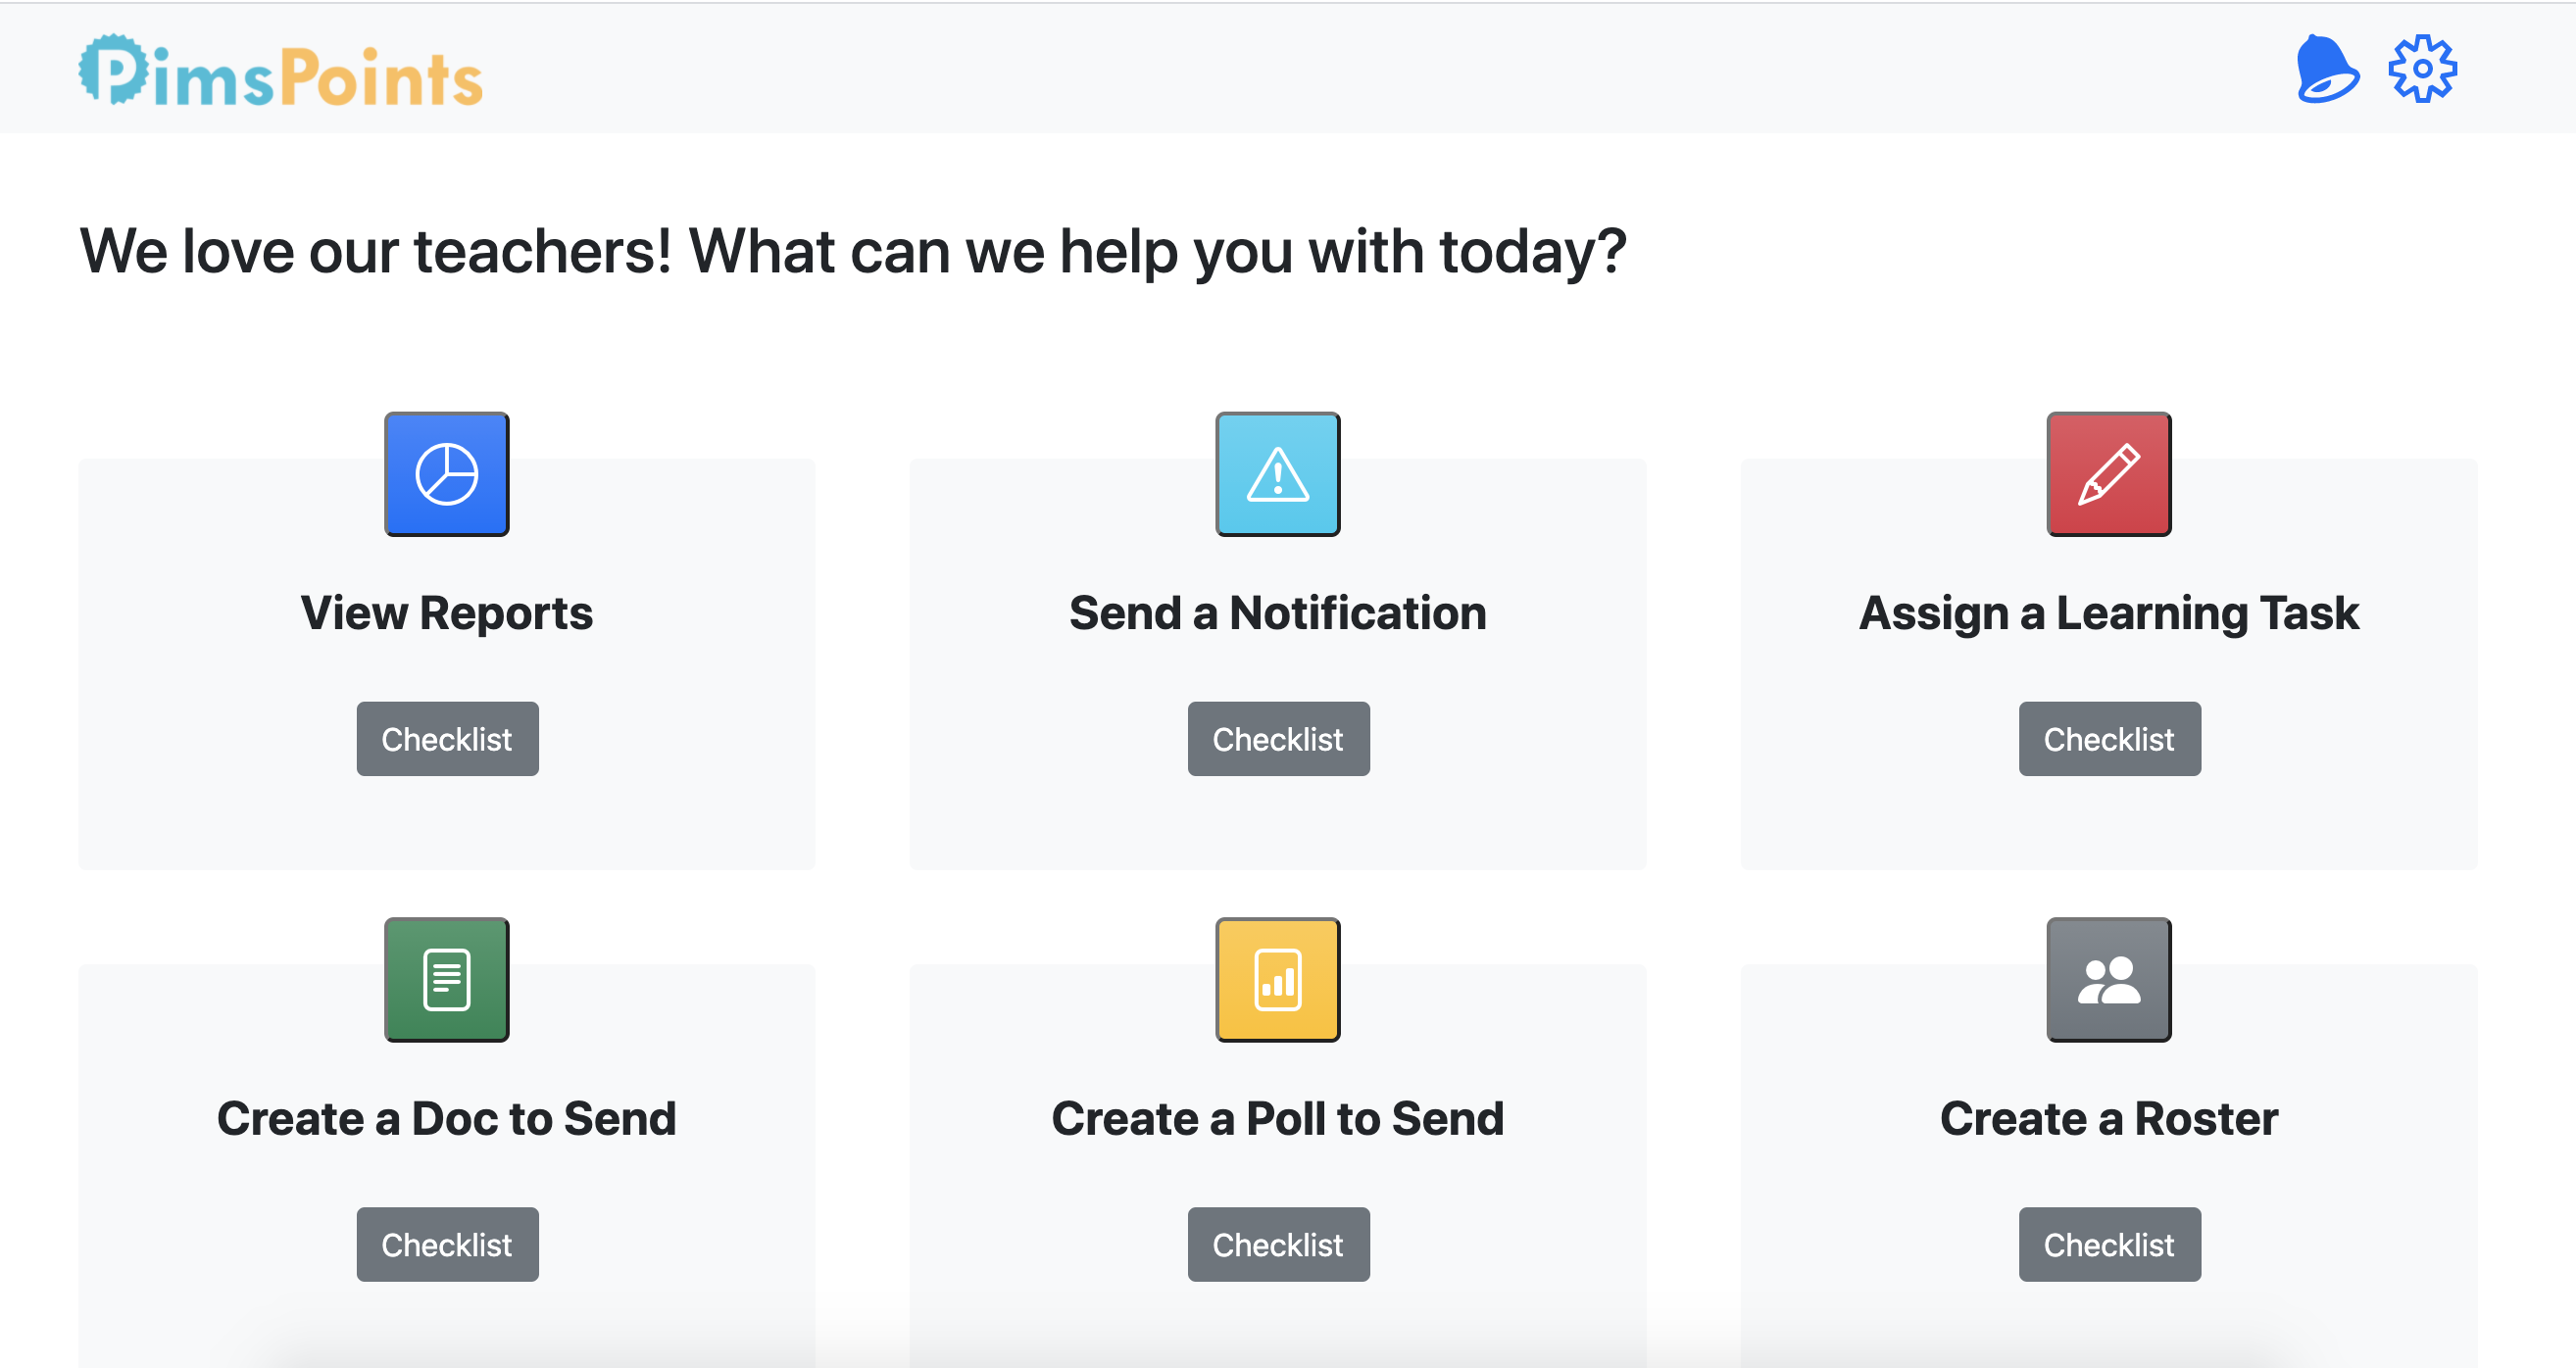 PimsPoints
We love our teachers! What can we help you with today?
View Reports
Send a Notification
Assign a Learning Task
Checklist
Checklist
Checklist
Create a Doc to Send
Create a Poll to Send
Create a Roster
Checklist
Checklist
Checklist